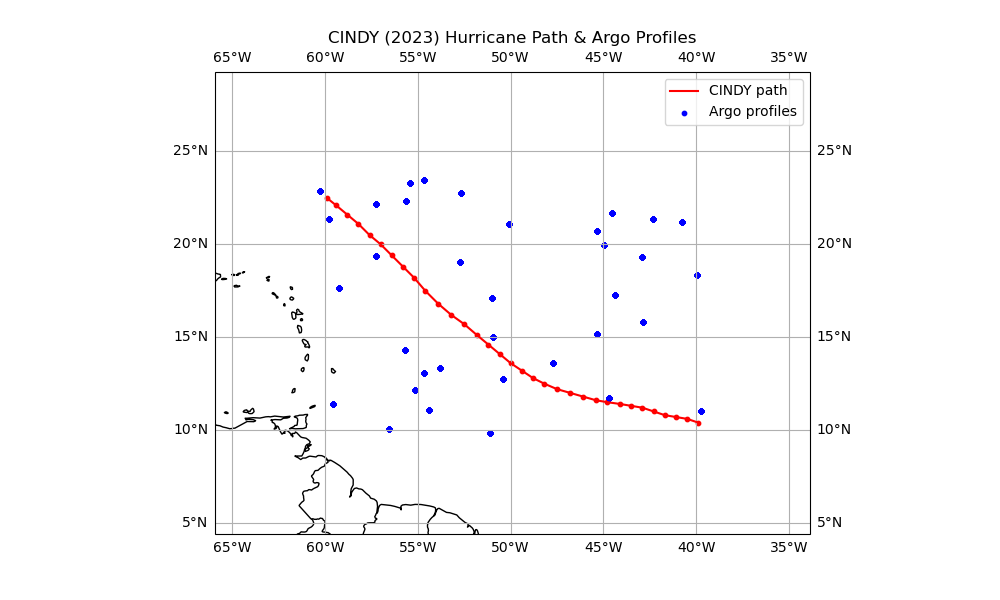 CINDY (2023) Hurricane Path & Argo Profiles
65°W 60°W 55°W 50°W 45°W 40°W 35°W
CINDY path
Argo profiles
25°N 25°N
20°N 20°N
15°N 15°N
10°N 10°N
5°N 5°N
65°W 60°W 55°W 50°W 45°W 40°W 35°W